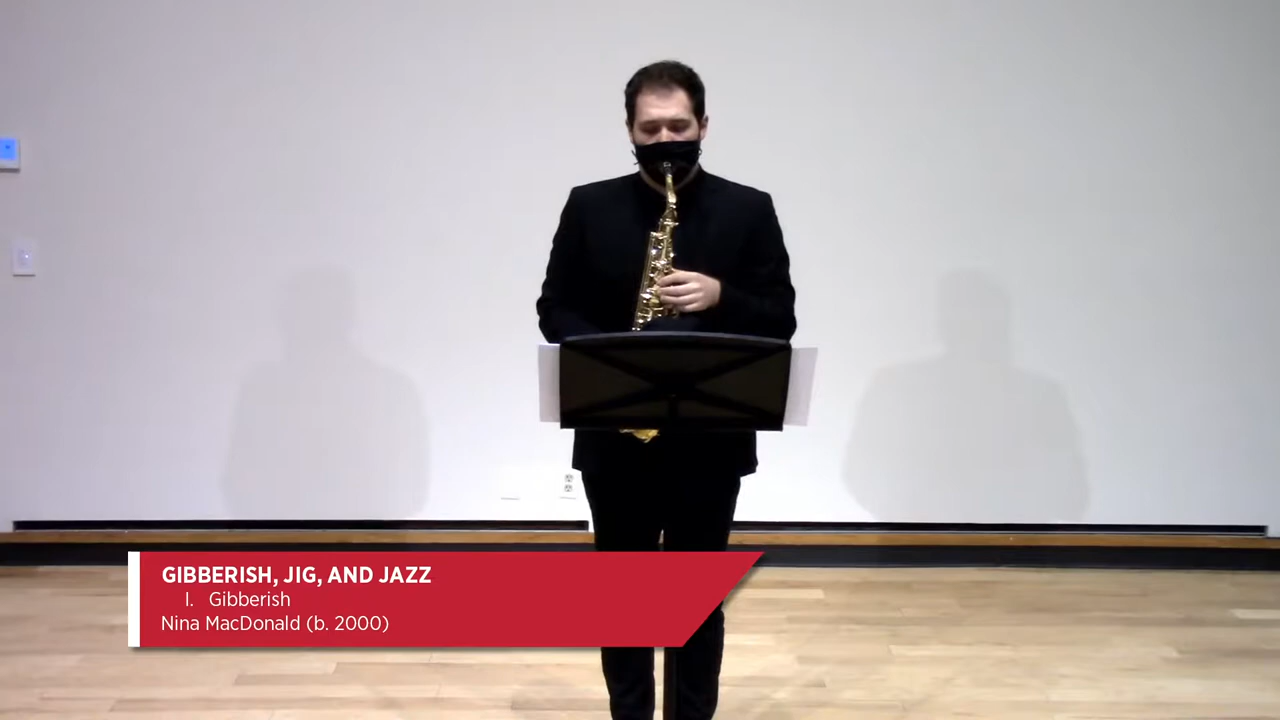 GIBBERISH, JIG, AND JAZZ
I. Gibberish
Nina MacDonald (b. 2000)